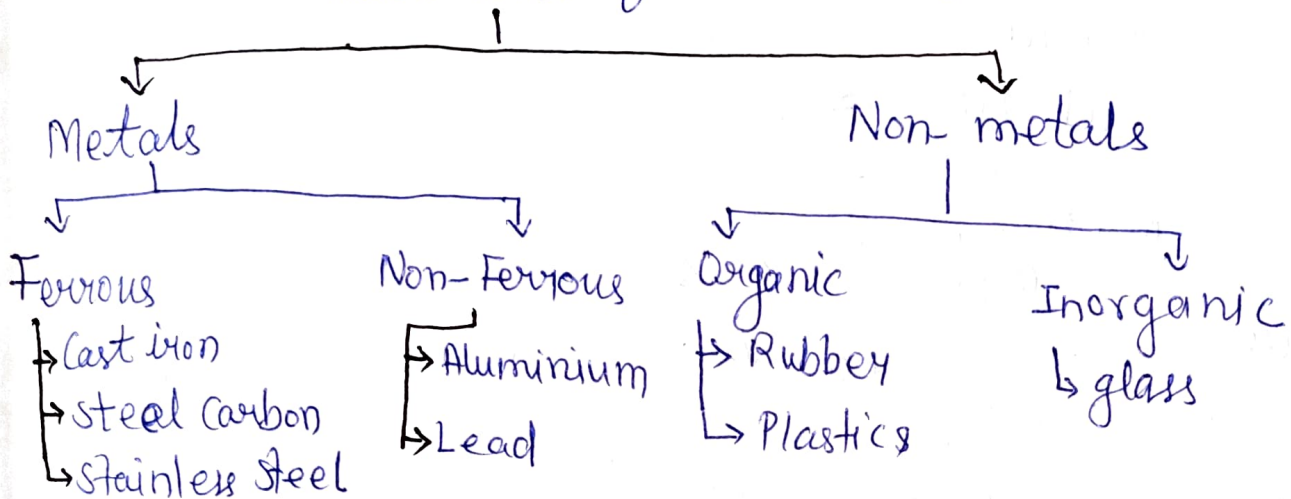 Metals
Non-metals
Ferrous
Non-Ferrous
Organic
Inorganic
Cast iron
Steel Carbon
Stainless Steel
Aluminium
Lead
Rubber
Plastics
glass